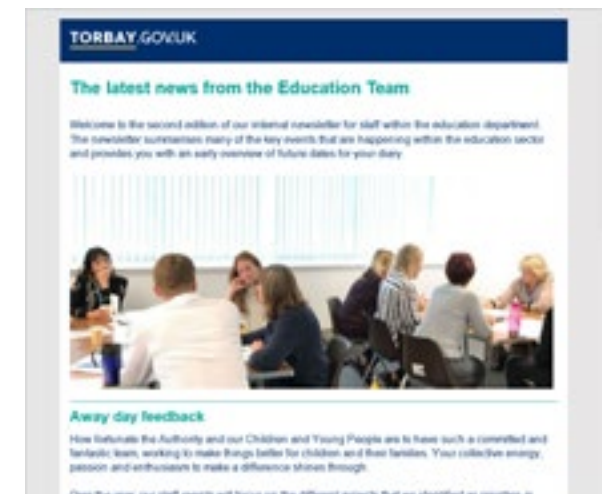 TORBAY.GOV.UK
The latest news from the Education Team
Welcome to the second edition of our internal newsletter for staff within the education department.
The newsletter summarises many of the key events that are happening within the education sector
and provides you with an early overview of future dates for your diary.
Away day feedback
How fortunate the Authority and our Children and Young People are to have such a committed and
fantastic team, working to make things better for children and their families. Your collective energy,
passion and enthusiasm to make a difference shines through.